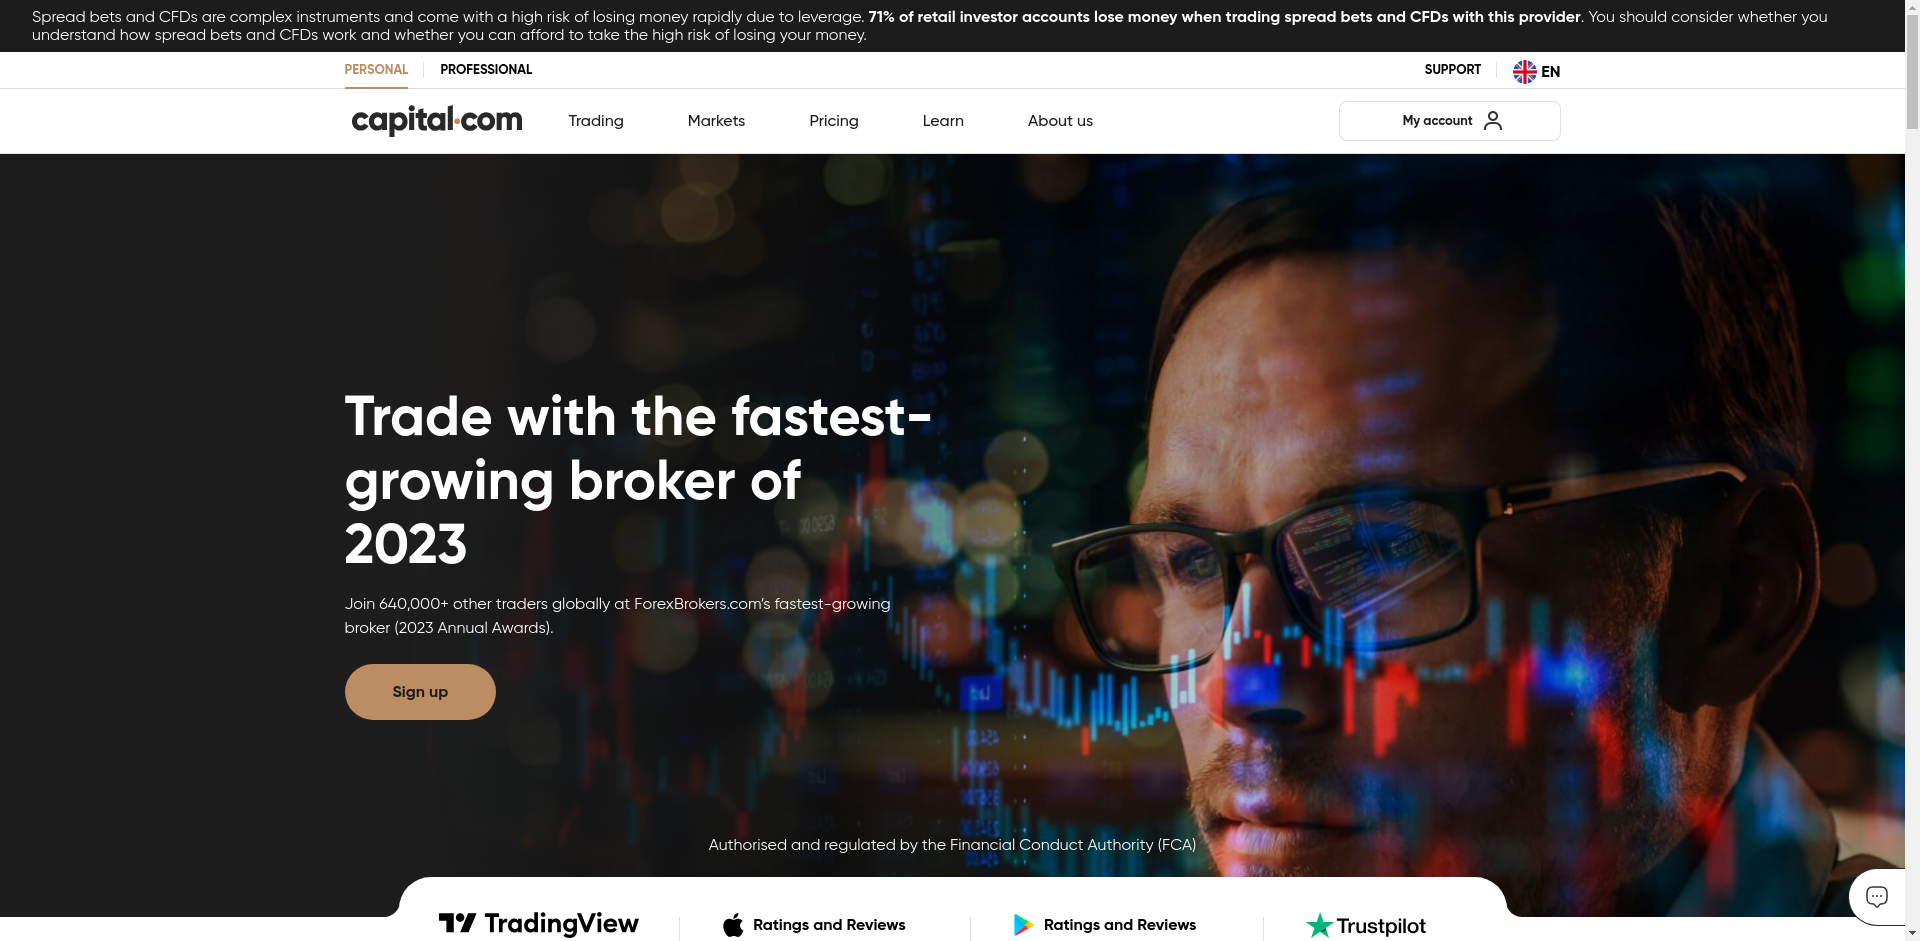 Spread bets and CFDs are complex instruments and come with a high risk of losing money rapidly due to leverage. 71% of retail investor accounts lose money when trading spread bets and CFDs with this provider. You should consider whether you
understand how spread bets and CFDs work and whether you can afford to take the high risk of losing your money.
PERSONAL PROFESSIONAL SUPPORT EN
capital.com Trading Markets Pricing Learn About us My account
Trade with the fastest-
growing broker of
2023
Join 640,000+ other traders globally at ForexBrokers.com's fastest-growing
broker (2023 Annual Awards).
Sign up
Authorised and regulated by the Financial Conduct Authority (FCA)
TradingView Ratings and Reviews Ratings and Reviews Trustpilot